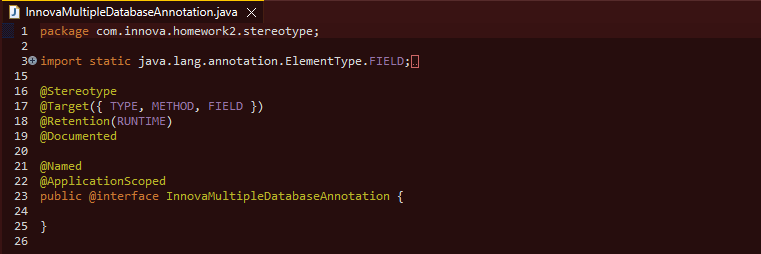 InnovaMultipleDatabaseAnnotation.java
1 package com.innova.homework2.stereotype;
2
3 import static java.lang.annotation.ElementType.FIELD;
15
16 @Stereotype
17 @Target({ TYPE, METHOD, FIELD })
18 @Retention(RUNTIME)
19 @Documented
20
21 @Named
22 @ApplicationScoped
23 public @interface InnovaMultipleDatabaseAnnotation {
24
25 }
26